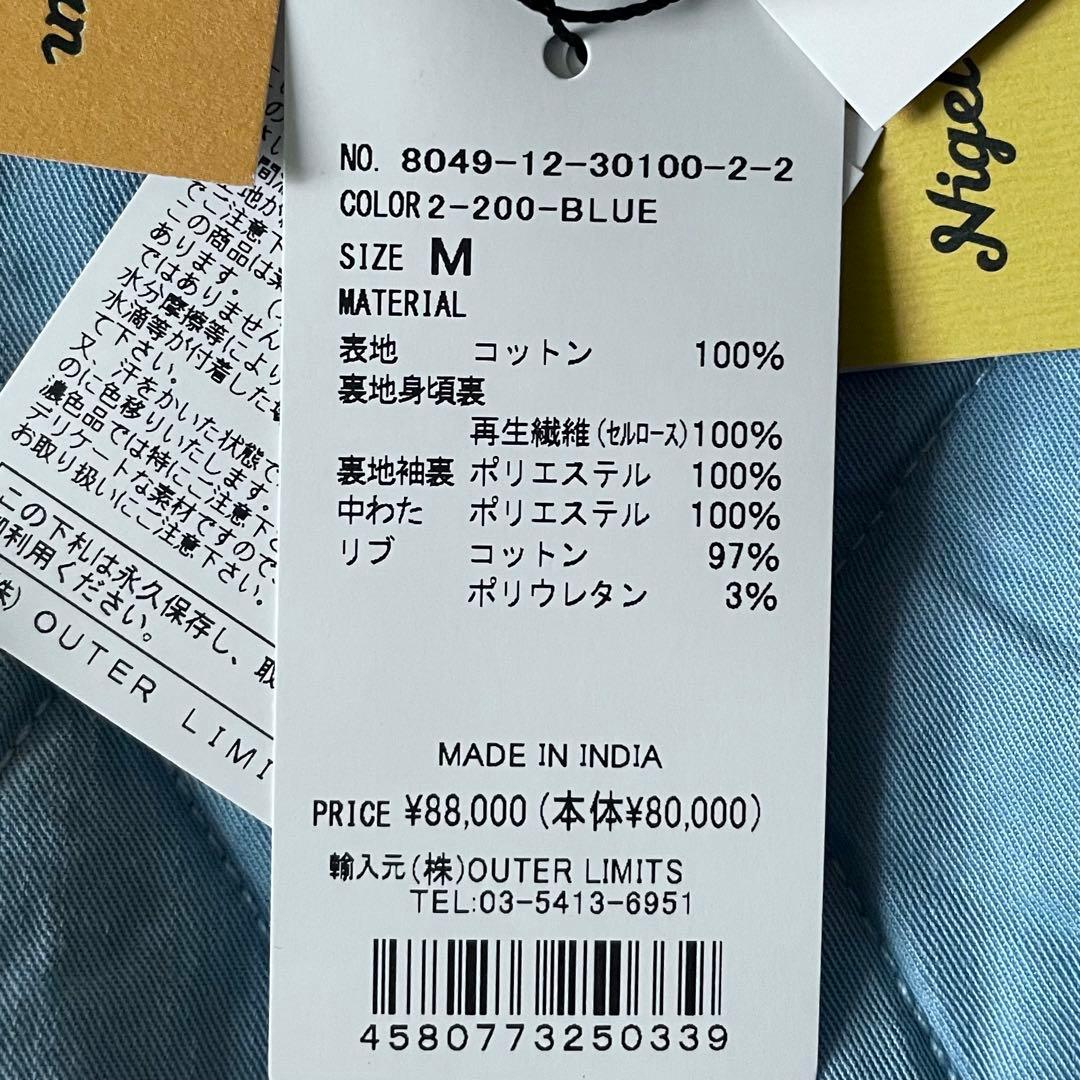 NO. 8049-12-30100-2-2
COLOR 2-200-BLUE
SIZE M
MATERIAL
表地 コットン 100%
裏地身頃裏
再生繊維(セルロース)100%
裏地袖裏 ポリエステル 100%
中わた ポリエステル 100%
リブ コットン 97%
ポリウレタン 3%
MADE IN INDIA
PRICE ¥88,000(本体¥80,000)
輸入元(株)OUTER LIMITS
TEL:03-5413-6951
4580773250339
Nigel
でご注意下
この商品は
あります。
ではありません
水分摩擦等により
水滴等が付着した
て下さい。
又、汗をかいた状態で
のに色移りいたします。
濃色品では特にご注意下
デリケートな素材ですので、
お取り扱いにご注意下さい。
この下札は永久保存し、取
利用ください。
(株) OUTER LIMI